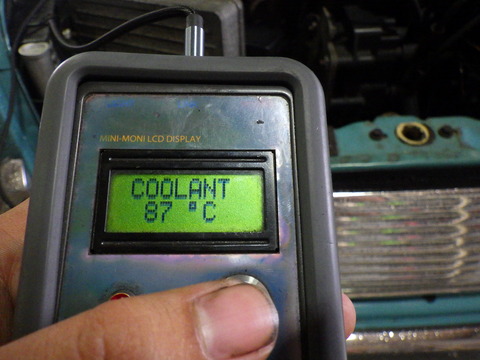 MINI-MONI LCD DISPLAY
COOLANT
87 °C